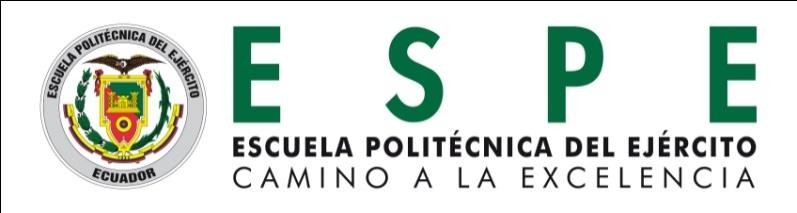 ESCUELA POLITÉCNICA DEL EJÉRCITO
ECUADOR
E S P E
ESCUELA POLITÉCNICA DEL EJÉRCITO
CAMINO A LA EXCELENCIA